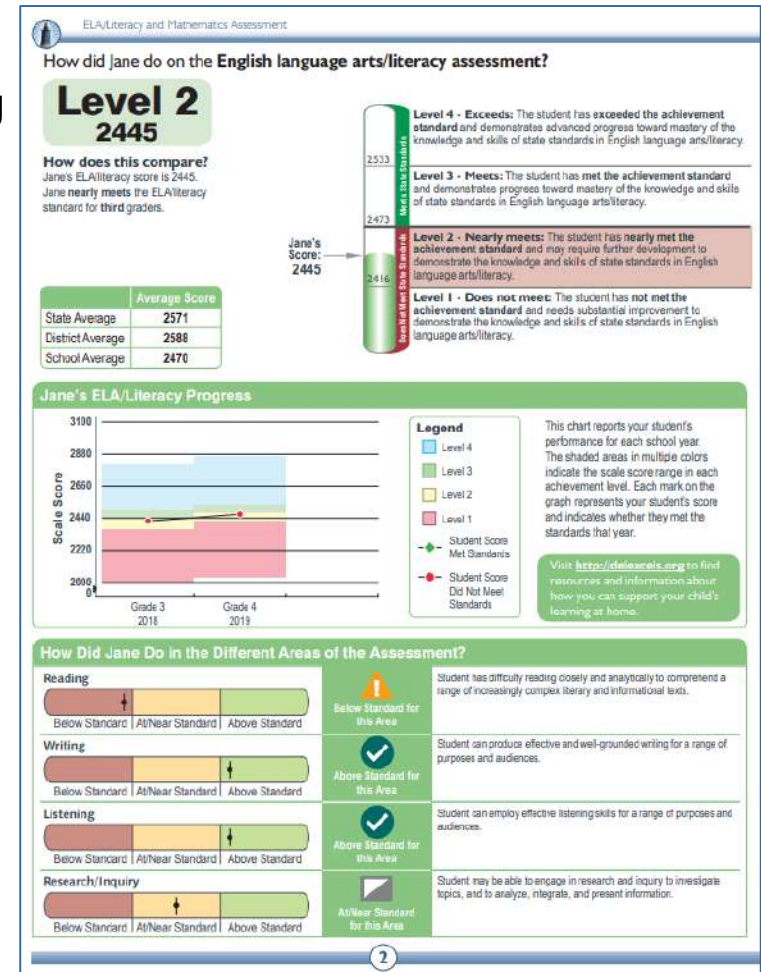 ELA/Literacy and Mathematics Assessment
How did Jane do on the English language arts/literacy assessment?
Level 2
2445
How does this compare?
Jane's ELA/literacy score is 2445.
Jane nearly meets the ELA/literacy
standard for third graders.
Average Score
State Average 2571
District Average 2588
School Average 2470
Jane's
Score:
2445
2533
2473
2416
Meets State Standards
Does Not Meet State Standards
Level 4 - Exceeds: The student has exceeded the achievement
standard and demonstrates advanced progress toward mastery of the
knowledge and skills of state standards in English language arts/literacy.
Level 3 - Meets: The student has met the achievement standard
and demonstrates progress toward mastery of the knowledge and skills
of state standards in English language arts/literacy.
Level 2 - Nearly meets: The student has nearly met the
achievement standard and may require further development to
demonstrate the knowledge and skills of state standards in English
language arts/literacy.
Level 1 - Does not meet: The student has not met the
achievement standard and needs substantial improvement to
demonstrate the knowledge and skills of state standards in English
language arts/literacy.
Jane's ELA/Literacy Progress
Scale Score
3100
2880
2660
2440
2220
2000
0
Grade 3
2018
Grade 4
2019
Legend
Level 4
Level 3
Level 2
Level 1
Student Score
Met Standards
Student Score
Did Not Meet
Standards
This chart reports your student's
performance for each school year.
The shaded areas in multiple colors
indicate the scale score range in each
achievement level. Each mark on the
graph represents your student's score
and indicates whether they met the
standards that year.
Visit http://delexcels.org to find
resources and information about
how you can support your child's
learning at home.
How Did Jane Do in the Different Areas of the Assessment?
Reading
Below Standard At/Near Standard Above Standard
Below Standard for
this Area
Student has difficulty reading closely and analytically to comprehend a
range of increasingly complex literary and informational texts.
Writing
Below Standard At/Near Standard Above Standard
Above Standard for
this Area
Student can produce effective and well-grounded writing for a range of
purposes and audiences.
Listening
Below Standard At/Near Standard Above Standard
Above Standard for
this Area
Student can employ effective listening skills for a range of purposes and
audiences.
Research/Inquiry
Below Standard At/Near Standard Above Standard
At/Near Standard
for this Area
Student may be able to engage in research and inquiry to investigate
topics, and to analyze, integrate, and present information.
2